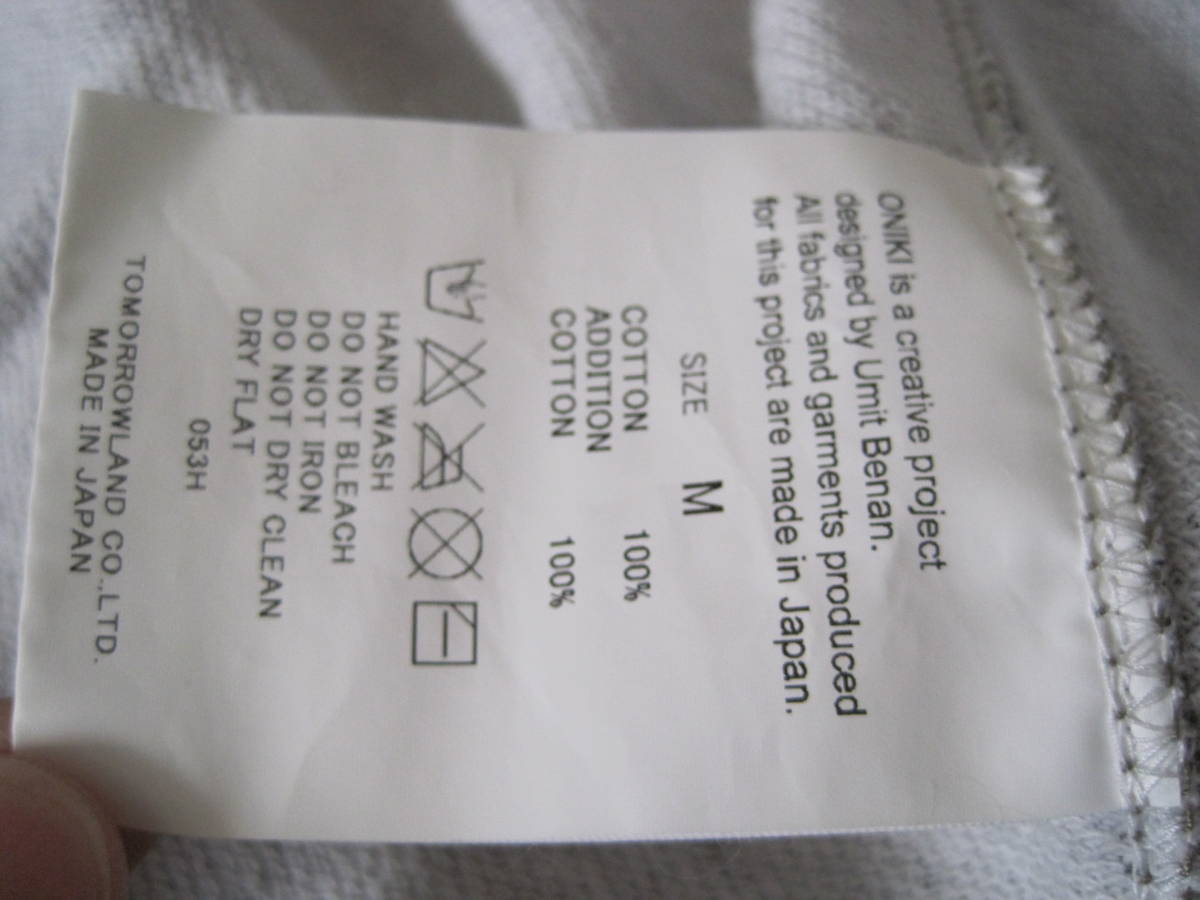 ONIKI is a creative project
designed by Umit Benan.
All fabrics and garments produced
for this project are made in Japan.
SIZE M
COTTON 100%
ADDITION
COTTON 100%
HAND WASH
DO NOT BLEACH
DO NOT IRON
DO NOT DRY CLEAN
DRY FLAT
053H
TOMORROWLAND CO.,LTD.
MADE IN JAPAN